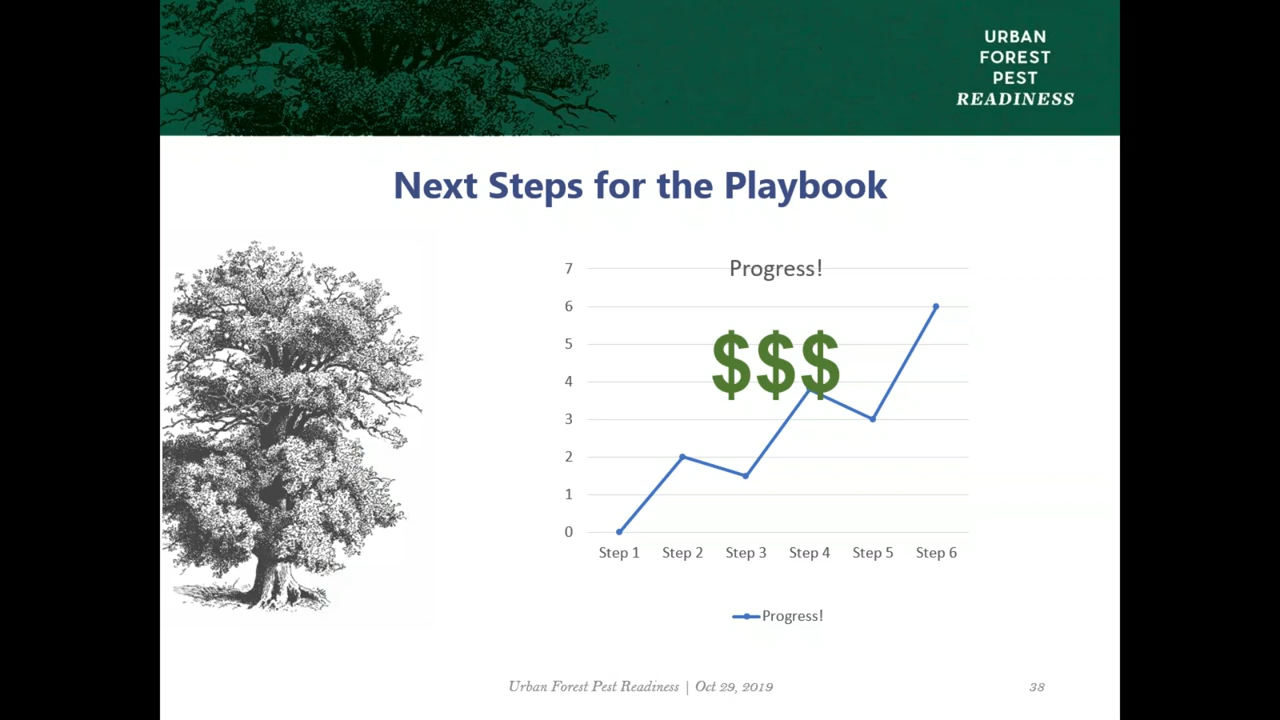 URBAN
FOREST
PEST
READINESS
Next Steps for the Playbook
Progress!
$$$
7
6
5
4
3
2
1
0
Step 1 Step 2 Step 3 Step 4 Step 5 Step 6
Progress!
Urban Forest Pest Readiness | Oct 29, 2019
38